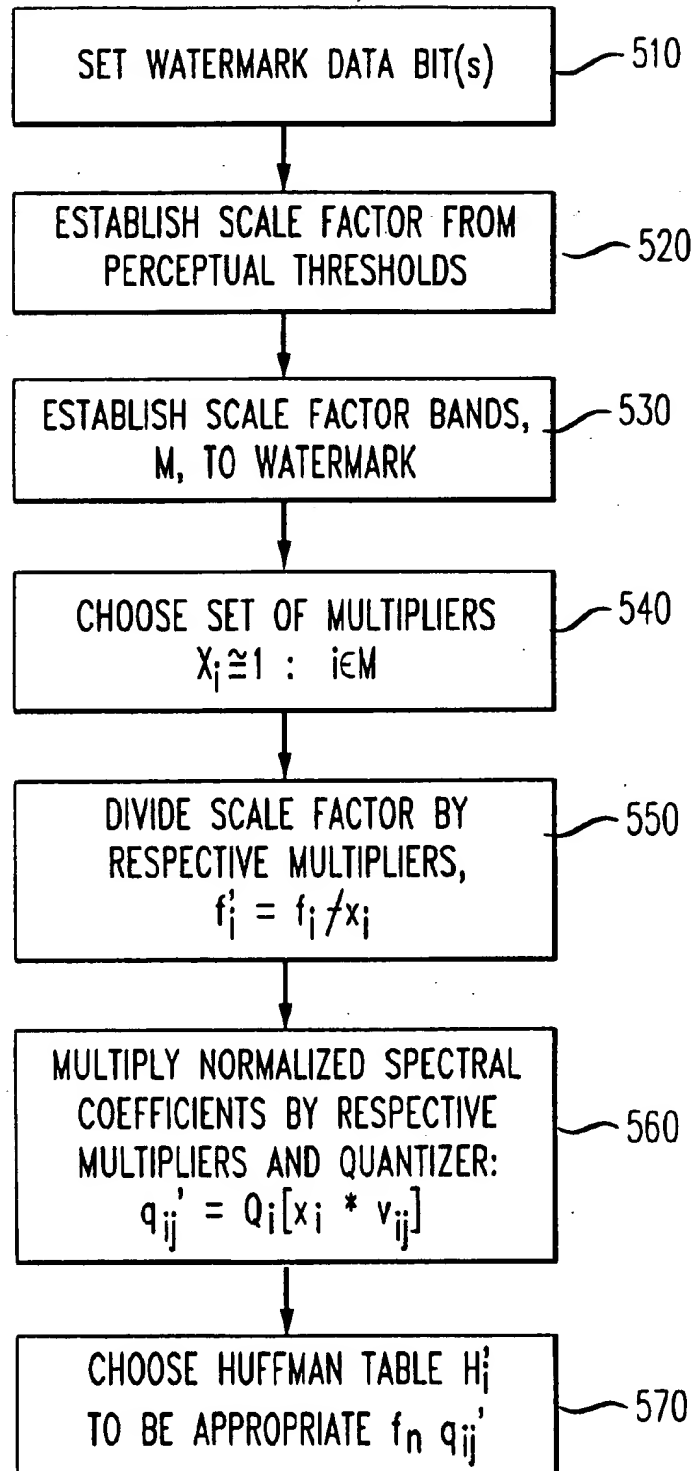 SET WATERMARK DATA BIT(s)
510
ESTABLISH SCALE FACTOR FROM
PERCEPTUAL THRESHOLDS
520
ESTABLISH SCALE FACTOR BANDS,
M, TO WATERMARK
530
CHOOSE SET OF MULTIPLIERS
Xi ≅ 1 : i∈M
540
DIVIDE SCALE FACTOR BY
RESPECTIVE MULTIPLIERS,
fi' = fi / xi
550
MULTIPLY NORMALIZED SPECTRAL
COEFFICIENTS BY RESPECTIVE
MULTIPLIERS AND QUANTIZER:
qij' = Qi[xi * vij]
560
CHOOSE HUFFMAN TABLE Hi'
TO BE APPROPRIATE fn qij'
570